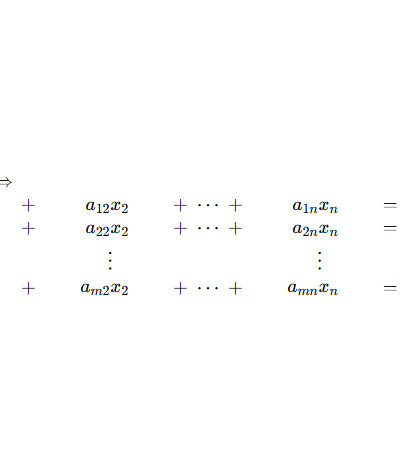 ⇒
+ a₁₂x₂ + ⋯ + a₁ₙxₙ =
+ a₂₂x₂ + ⋯ + a₂ₙxₙ =
⋮ ⋮
+ aₘ₂x₂ + ⋯ + aₘₙxₙ =